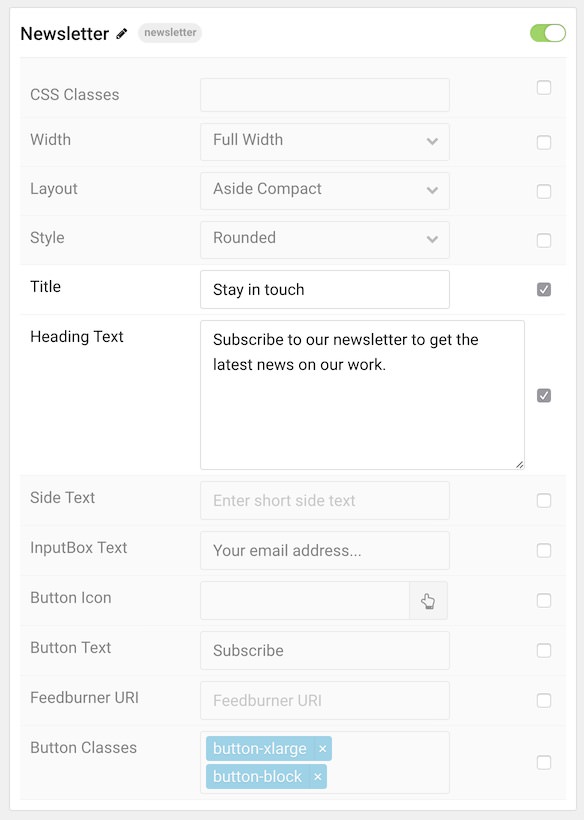 Newsletter newsletter
CSS Classes
Width Full Width
Layout Aside Compact
Style Rounded
Title Stay in touch
Heading Text Subscribe to our newsletter to get the
latest news on our work.
Side Text Enter short side text
InputBox Text Your email address...
Button Icon
Button Text Subscribe
Feedburner URI Feedburner URI
Button Classes button-xlarge ×
button-block ×